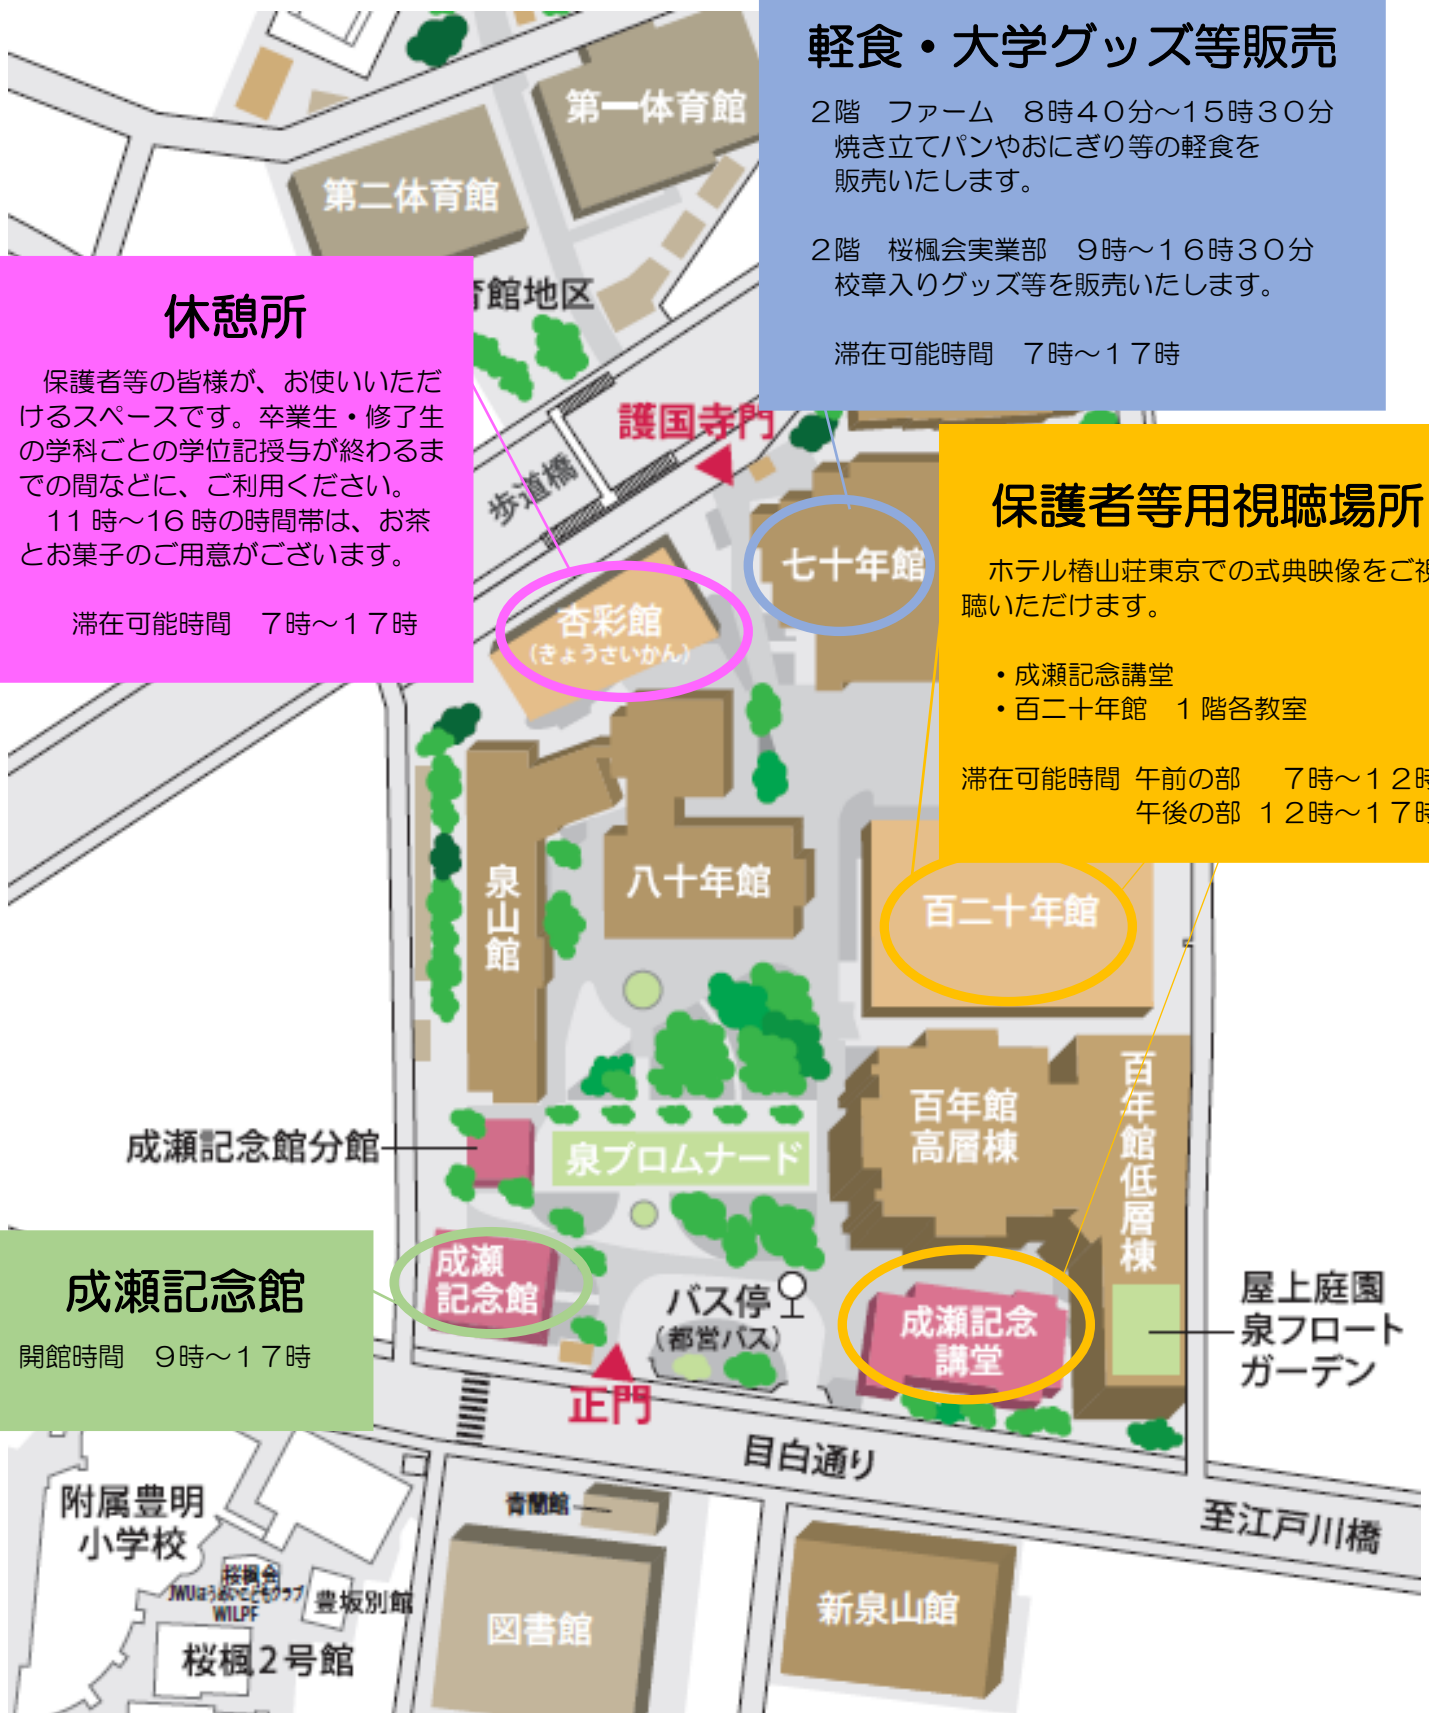 軽食・大学グッズ等販売
２階　ファーム　８時４０分～１５時３０分
焼き立てパンやおにぎり等の軽食を
販売いたします。
２階　桜楓会実業部　９時～１６時３０分
校章入りグッズ等を販売いたします。
滞在可能時間　７時～１７時
第一体育館
第二体育館
育館地区
休憩所
保護者等の皆様が、お使いいただ
けるスペースです。卒業生・修了生
の学科ごとの学位記授与が終わるま
での間などに、ご利用ください。
11 時～16 時の時間帯は、お茶
とお菓子のご用意がございます。
滞在可能時間　７時～１７時
護国寺門
歩道橋
七十年館
杏彩館
（きょうさいかん）
保護者等用視聴場所
ホテル椿山荘東京での式典映像をご視
聴いただけます。
・成瀬記念講堂
・百二十年館　１階各教室
滞在可能時間 午前の部　７時～１２時
午後の部 １２時～１７時
泉山館
八十年館
百二十年館
百年館
高層棟
百年館低層棟
成瀬記念館分館
泉プロムナード
成瀬記念館
開館時間　９時～１７時
成瀬
記念館
バス停
（都営バス）
成瀬記念
講堂
屋上庭園
泉フロート
ガーデン
正門
目白通り
至江戸川橋
附属豊明
小学校
青蘭館
桜楓会
JWUほうめいこどもクラブ
WILPF
豊坂別館
桜楓２号館
図書館
新泉山館